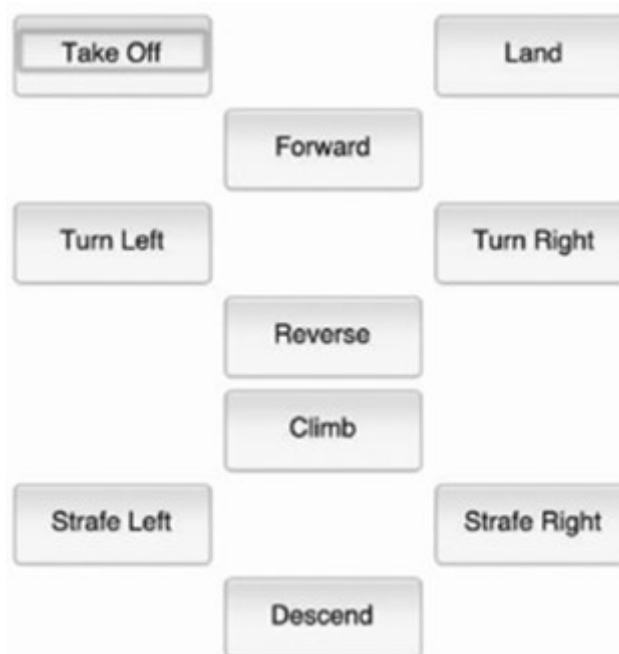 Take Off
Land
Forward
Turn Left
Turn Right
Reverse
Climb
Strafe Left
Strafe Right
Descend